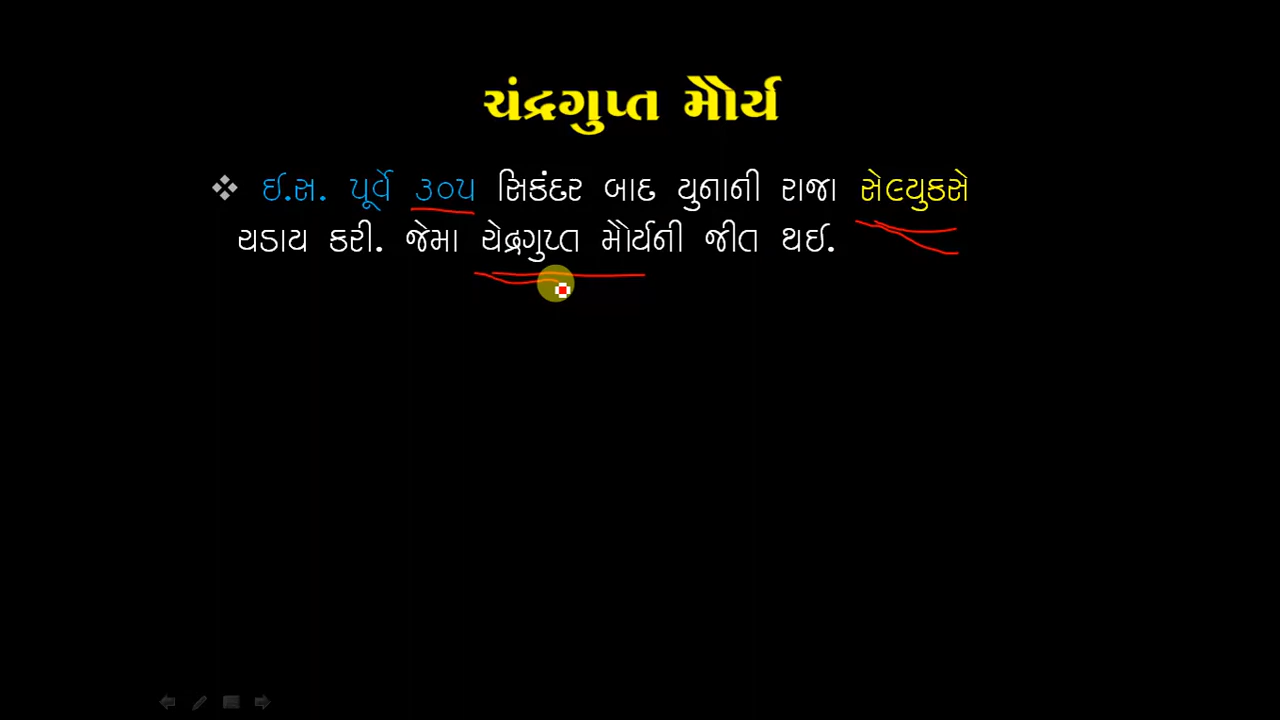 ચંદ્રગુપ્ત મૌોર્ય
❖ ઈ.સ. પૂર્વે ૩૦૫ સિકંદર બાદ યુનાની રાજા સેલ્યુકસે
ચડાય કરી. જેમા ચેદ્રગુપ્ત મૌોર્યની જીત થઈ.